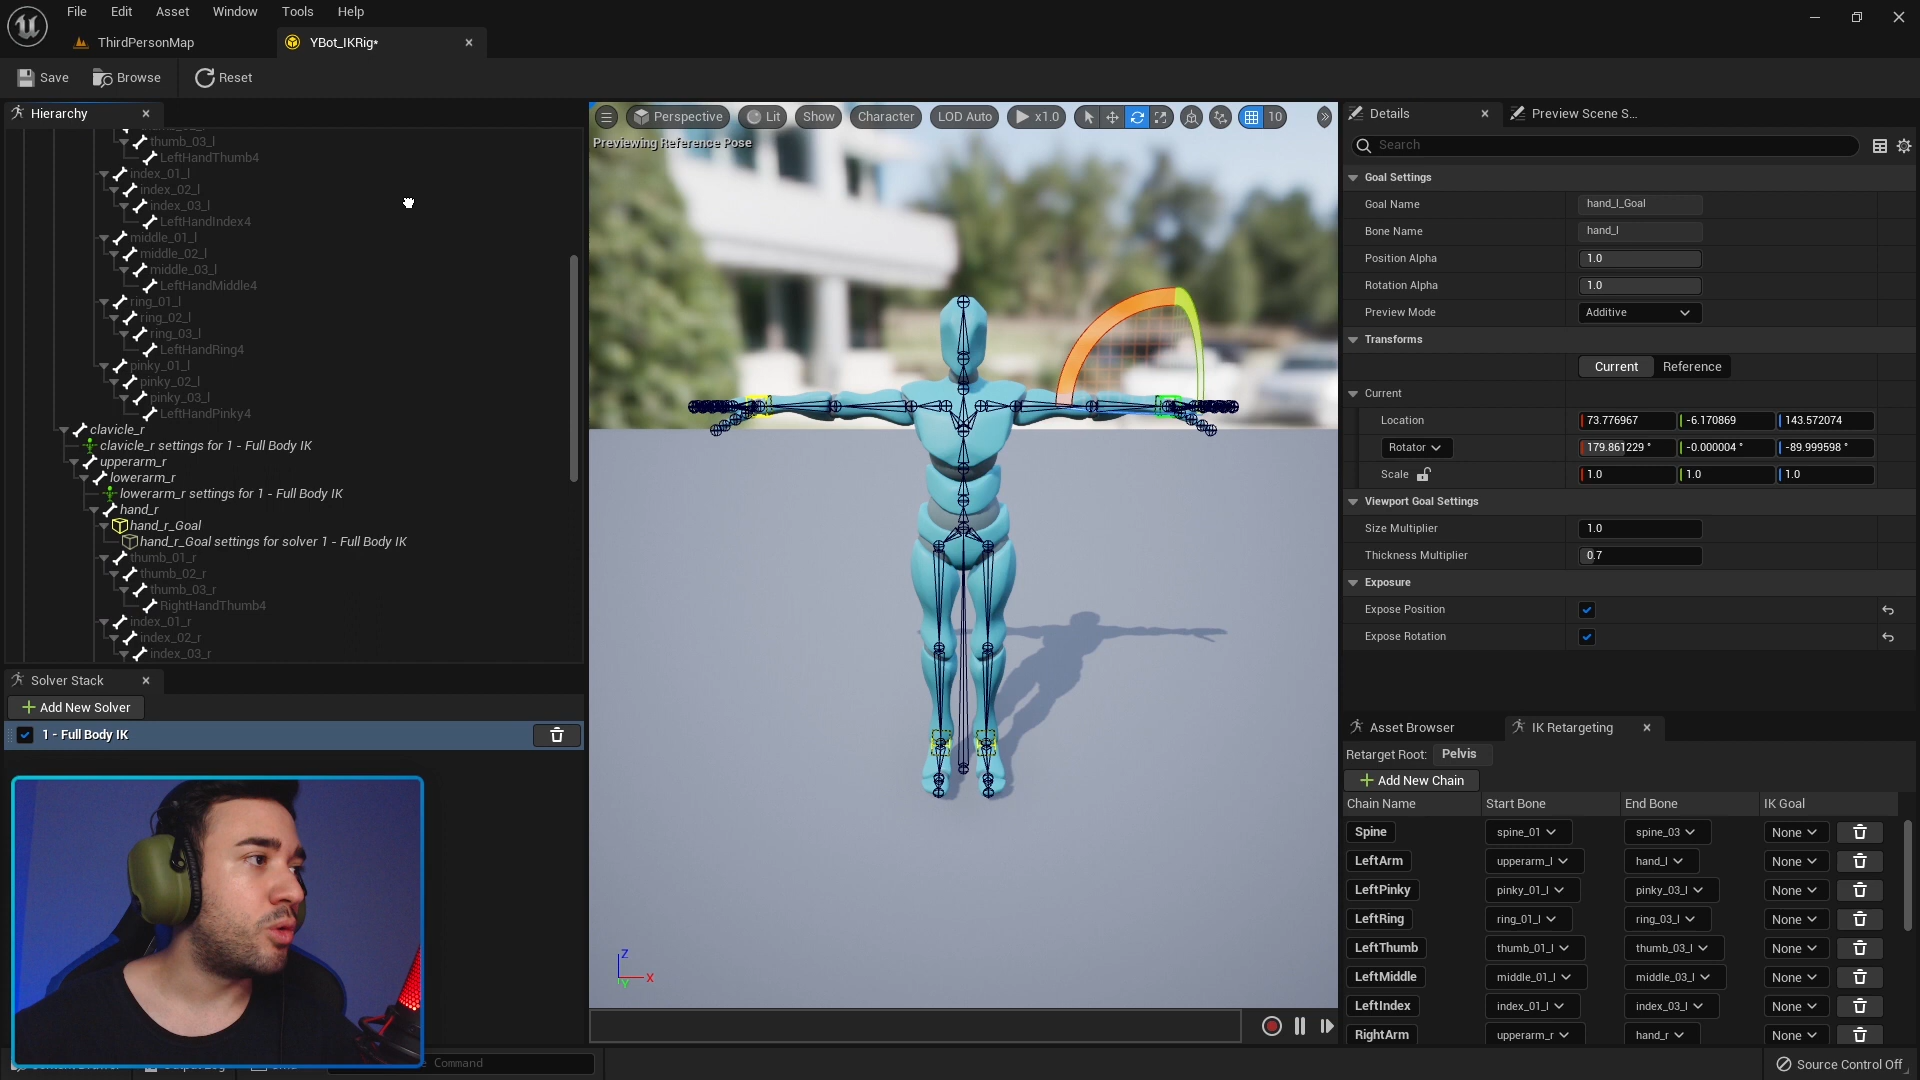 File Edit Asset Window Tools Help
ThirdPersonMap
YBot_IKRig*
Save Browse Reset
Hierarchy
thumb_03_l
LeftHandThumb4
index_01_l
index_02_l
index_03_l
LeftHandIndex4
middle_01_l
middle_02_l
middle_03_l
LeftHandMiddle4
ring_01_l
ring_02_l
ring_03_l
LeftHandRing4
pinky_01_l
pinky_02_l
pinky_03_l
LeftHandPinky4
clavicle_r
clavicle_r settings for 1 - Full Body IK
upperarm_r
lowerarm_r
lowerarm_r settings for 1 - Full Body IK
hand_r
hand_r_Goal
hand_r_Goal settings for solver 1 - Full Body IK
thumb_01_r
thumb_02_r
thumb_03_r
RightHandThumb4
index_01_r
index_02_r
index_03_r
Solver Stack
Add New Solver
1 - Full Body IK
Perspective Lit Show Character LOD Auto x1.0 10
Previewing Reference Pose
Z
X
Y
Details
Preview Scene S...
Search
Goal Settings
Goal Name hand_l_Goal
Bone Name hand_l
Position Alpha 1.0
Rotation Alpha 1.0
Preview Mode Additive
Transforms
Current Reference
Current
Location 73.776967 -6.170869 143.572074
Rotator 179.861229 ° -0.000004 ° -89.999598 °
Scale 1.0 1.0 1.0
Viewport Goal Settings
Size Multiplier 1.0
Thickness Multiplier 0.7
Exposure
Expose Position
Expose Rotation
Asset Browser IK Retargeting
Retarget Root: Pelvis
Add New Chain
Chain Name Start Bone End Bone IK Goal
Spine spine_01 spine_03 None
LeftArm upperarm_l hand_l None
LeftPinky pinky_01_l pinky_03_l None
LeftRing ring_01_l ring_03_l None
LeftThumb thumb_01_l thumb_03_l None
LeftMiddle middle_01_l middle_03_l None
LeftIndex index_01_l index_03_l None
RightArm upperarm_r hand_r None
Command
Source Control Off